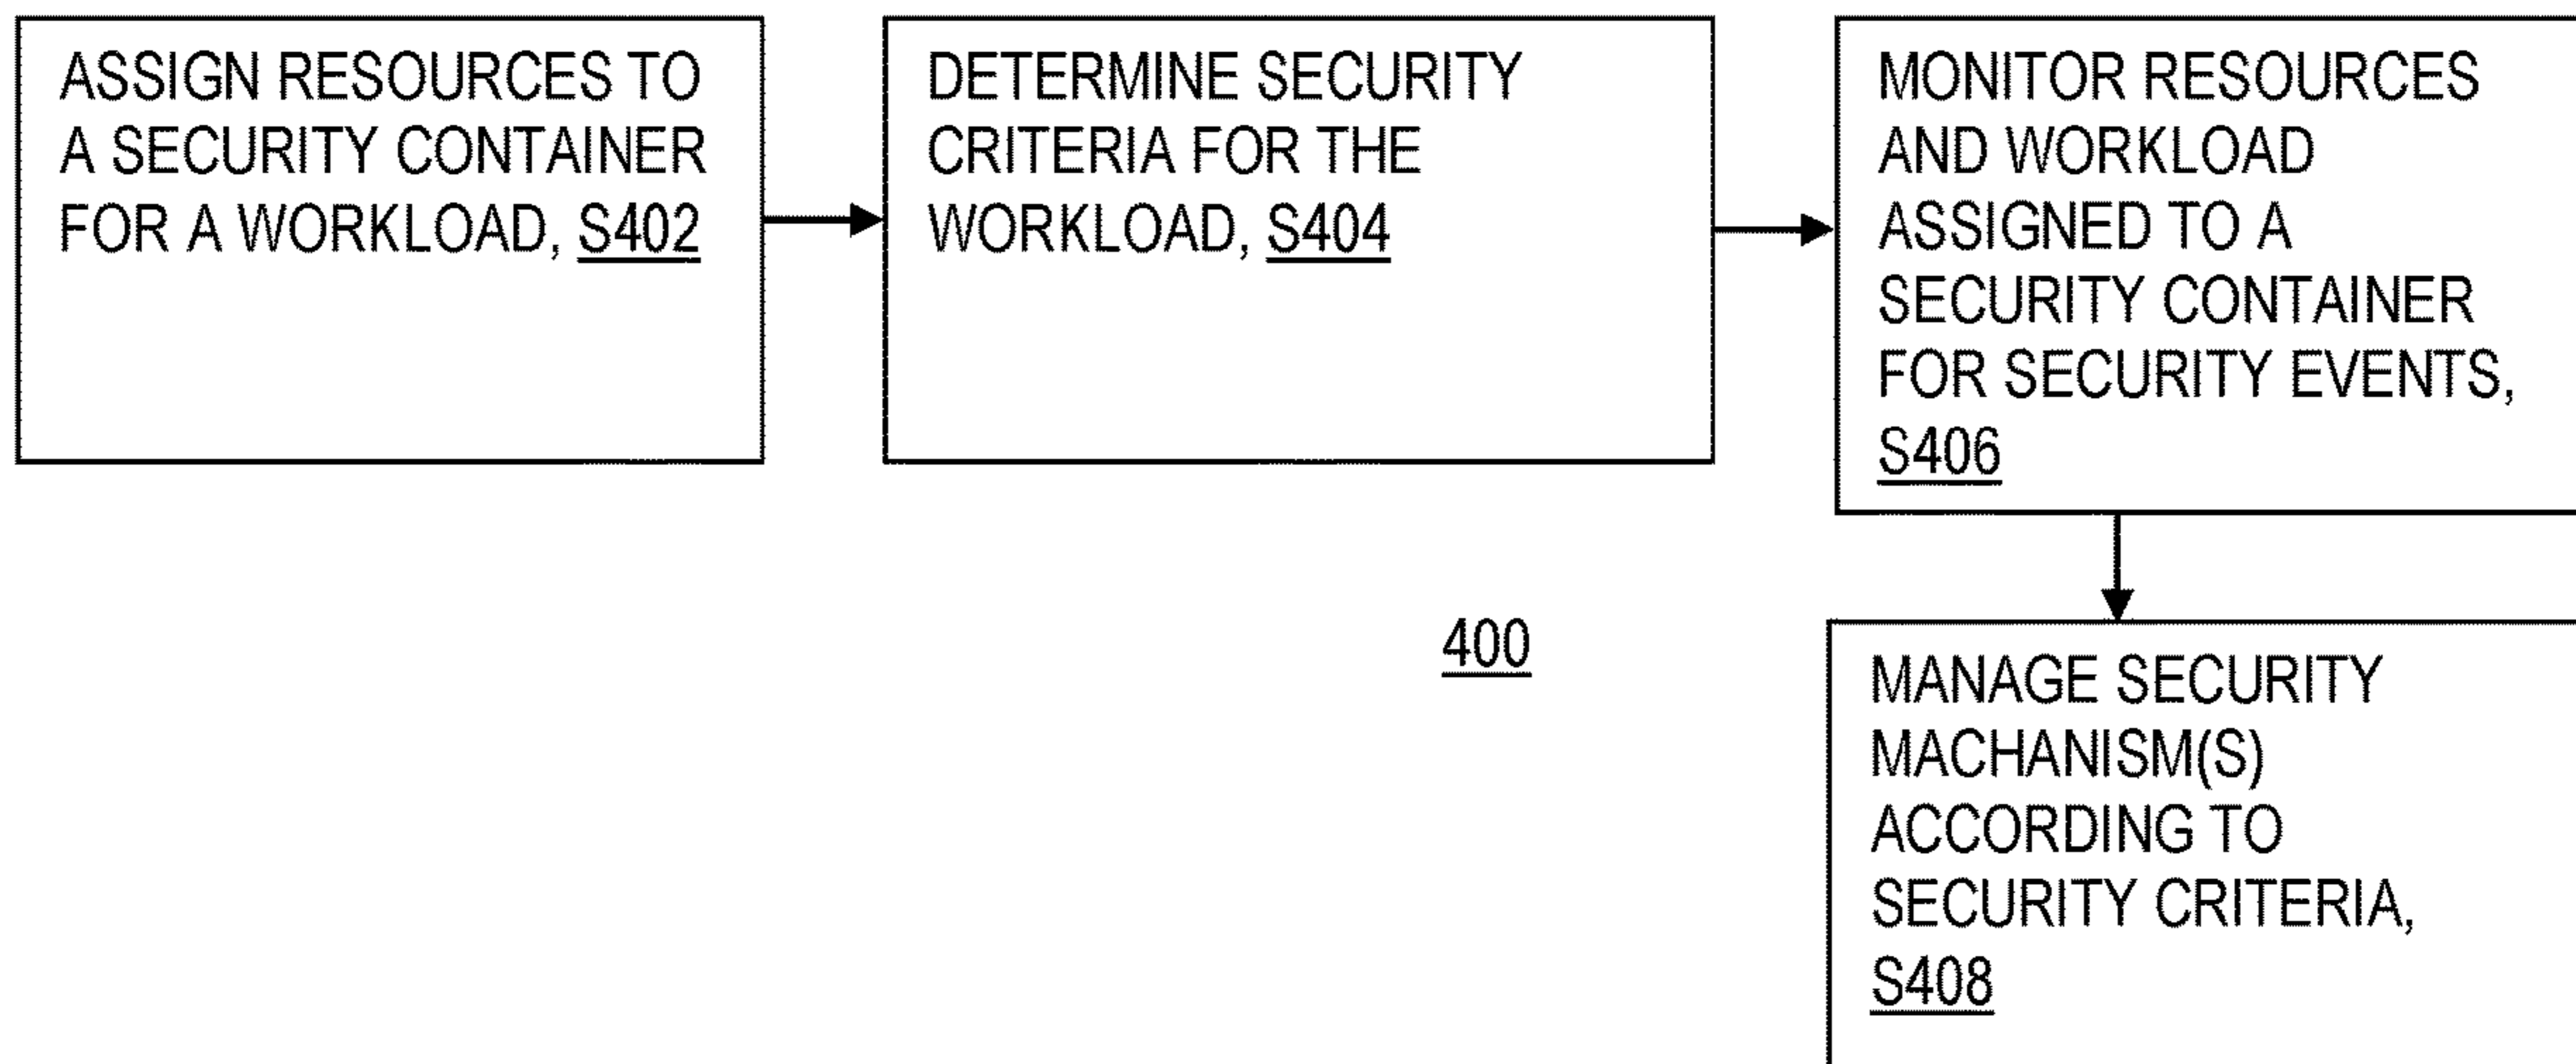 ASSIGN RESOURCES TO
A SECURITY CONTAINER
FOR A WORKLOAD, S402
DETERMINE SECURITY
CRITERIA FOR THE
WORKLOAD, S404
MONITOR RESOURCES
AND WORKLOAD
ASSIGNED TO A
SECURITY CONTAINER
FOR SECURITY EVENTS,
S406
400
MANAGE SECURITY
MACHANISM(S)
ACCORDING TO
SECURITY CRITERIA,
S408